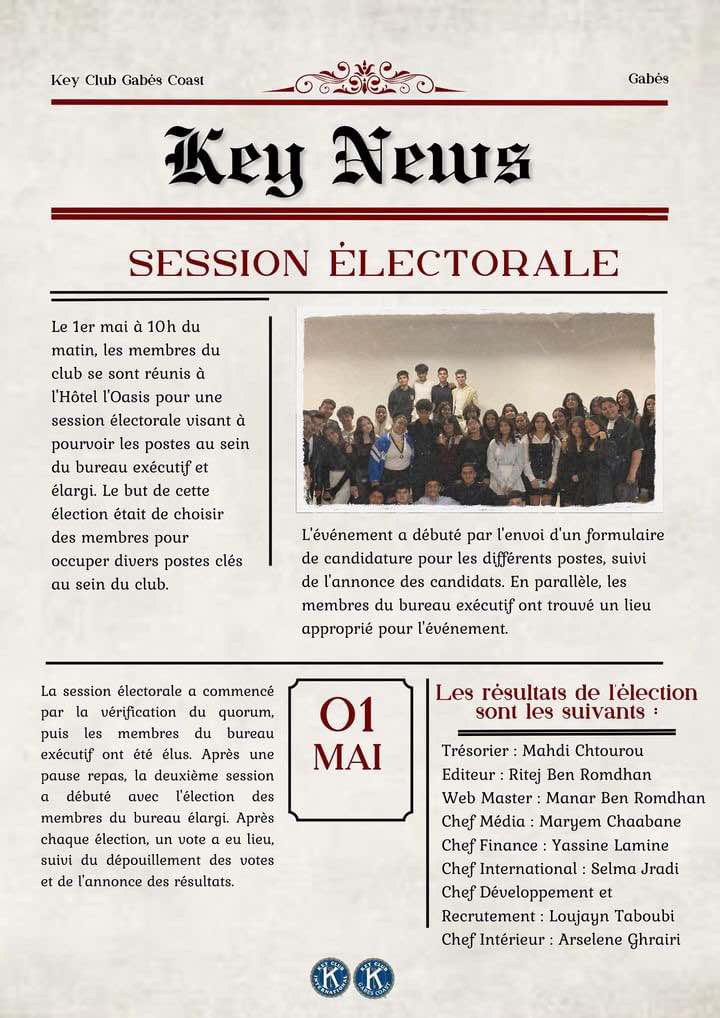 Key Club Gabès Coast
Gabès
Key News
SESSION ÉLECTORALE
Le 1er mai à 10h du
matin, les membres du
club se sont réunis à
l'Hôtel l'Oasis pour une
session électorale visant à
pourvoir les postes au sein
du bureau exécutif et
élargi. Le but de cette
élection était de choisir
des membres pour
occuper divers postes clés
au sein du club.
L'événement a débuté par l'envoi d'un formulaire
de candidature pour les différents postes, suivi
de l'annonce des candidats. En parallèle, les
membres du bureau exécutif ont trouvé un lieu
approprié pour l'événement.
La session électorale a commencé
par la vérification du quorum,
puis les membres du bureau
exécutif ont été élus. Après une
pause repas, la deuxième session
a débuté avec l'élection des
membres du bureau élargi. Après
chaque élection, un vote a eu lieu,
suivi du dépouillement des votes
et de l'annonce des résultats.
01
MAI
Les résultats de l'élection
sont les suivants :
Trésorier : Mahdi Chtourou
Editeur : Ritej Ben Romdhan
Web Master : Manar Ben Romdhan
Chef Média : Maryem Chaabane
Chef Finance : Yassine Lamine
Chef International : Selma Jradi
Chef Développement et
Recrutement : Loujayn Taboubi
Chef Intérieur : Arselene Ghrairi
KEY CLUB
K
INTERNATIONAL
KEY CLUB
K
GABES COAST